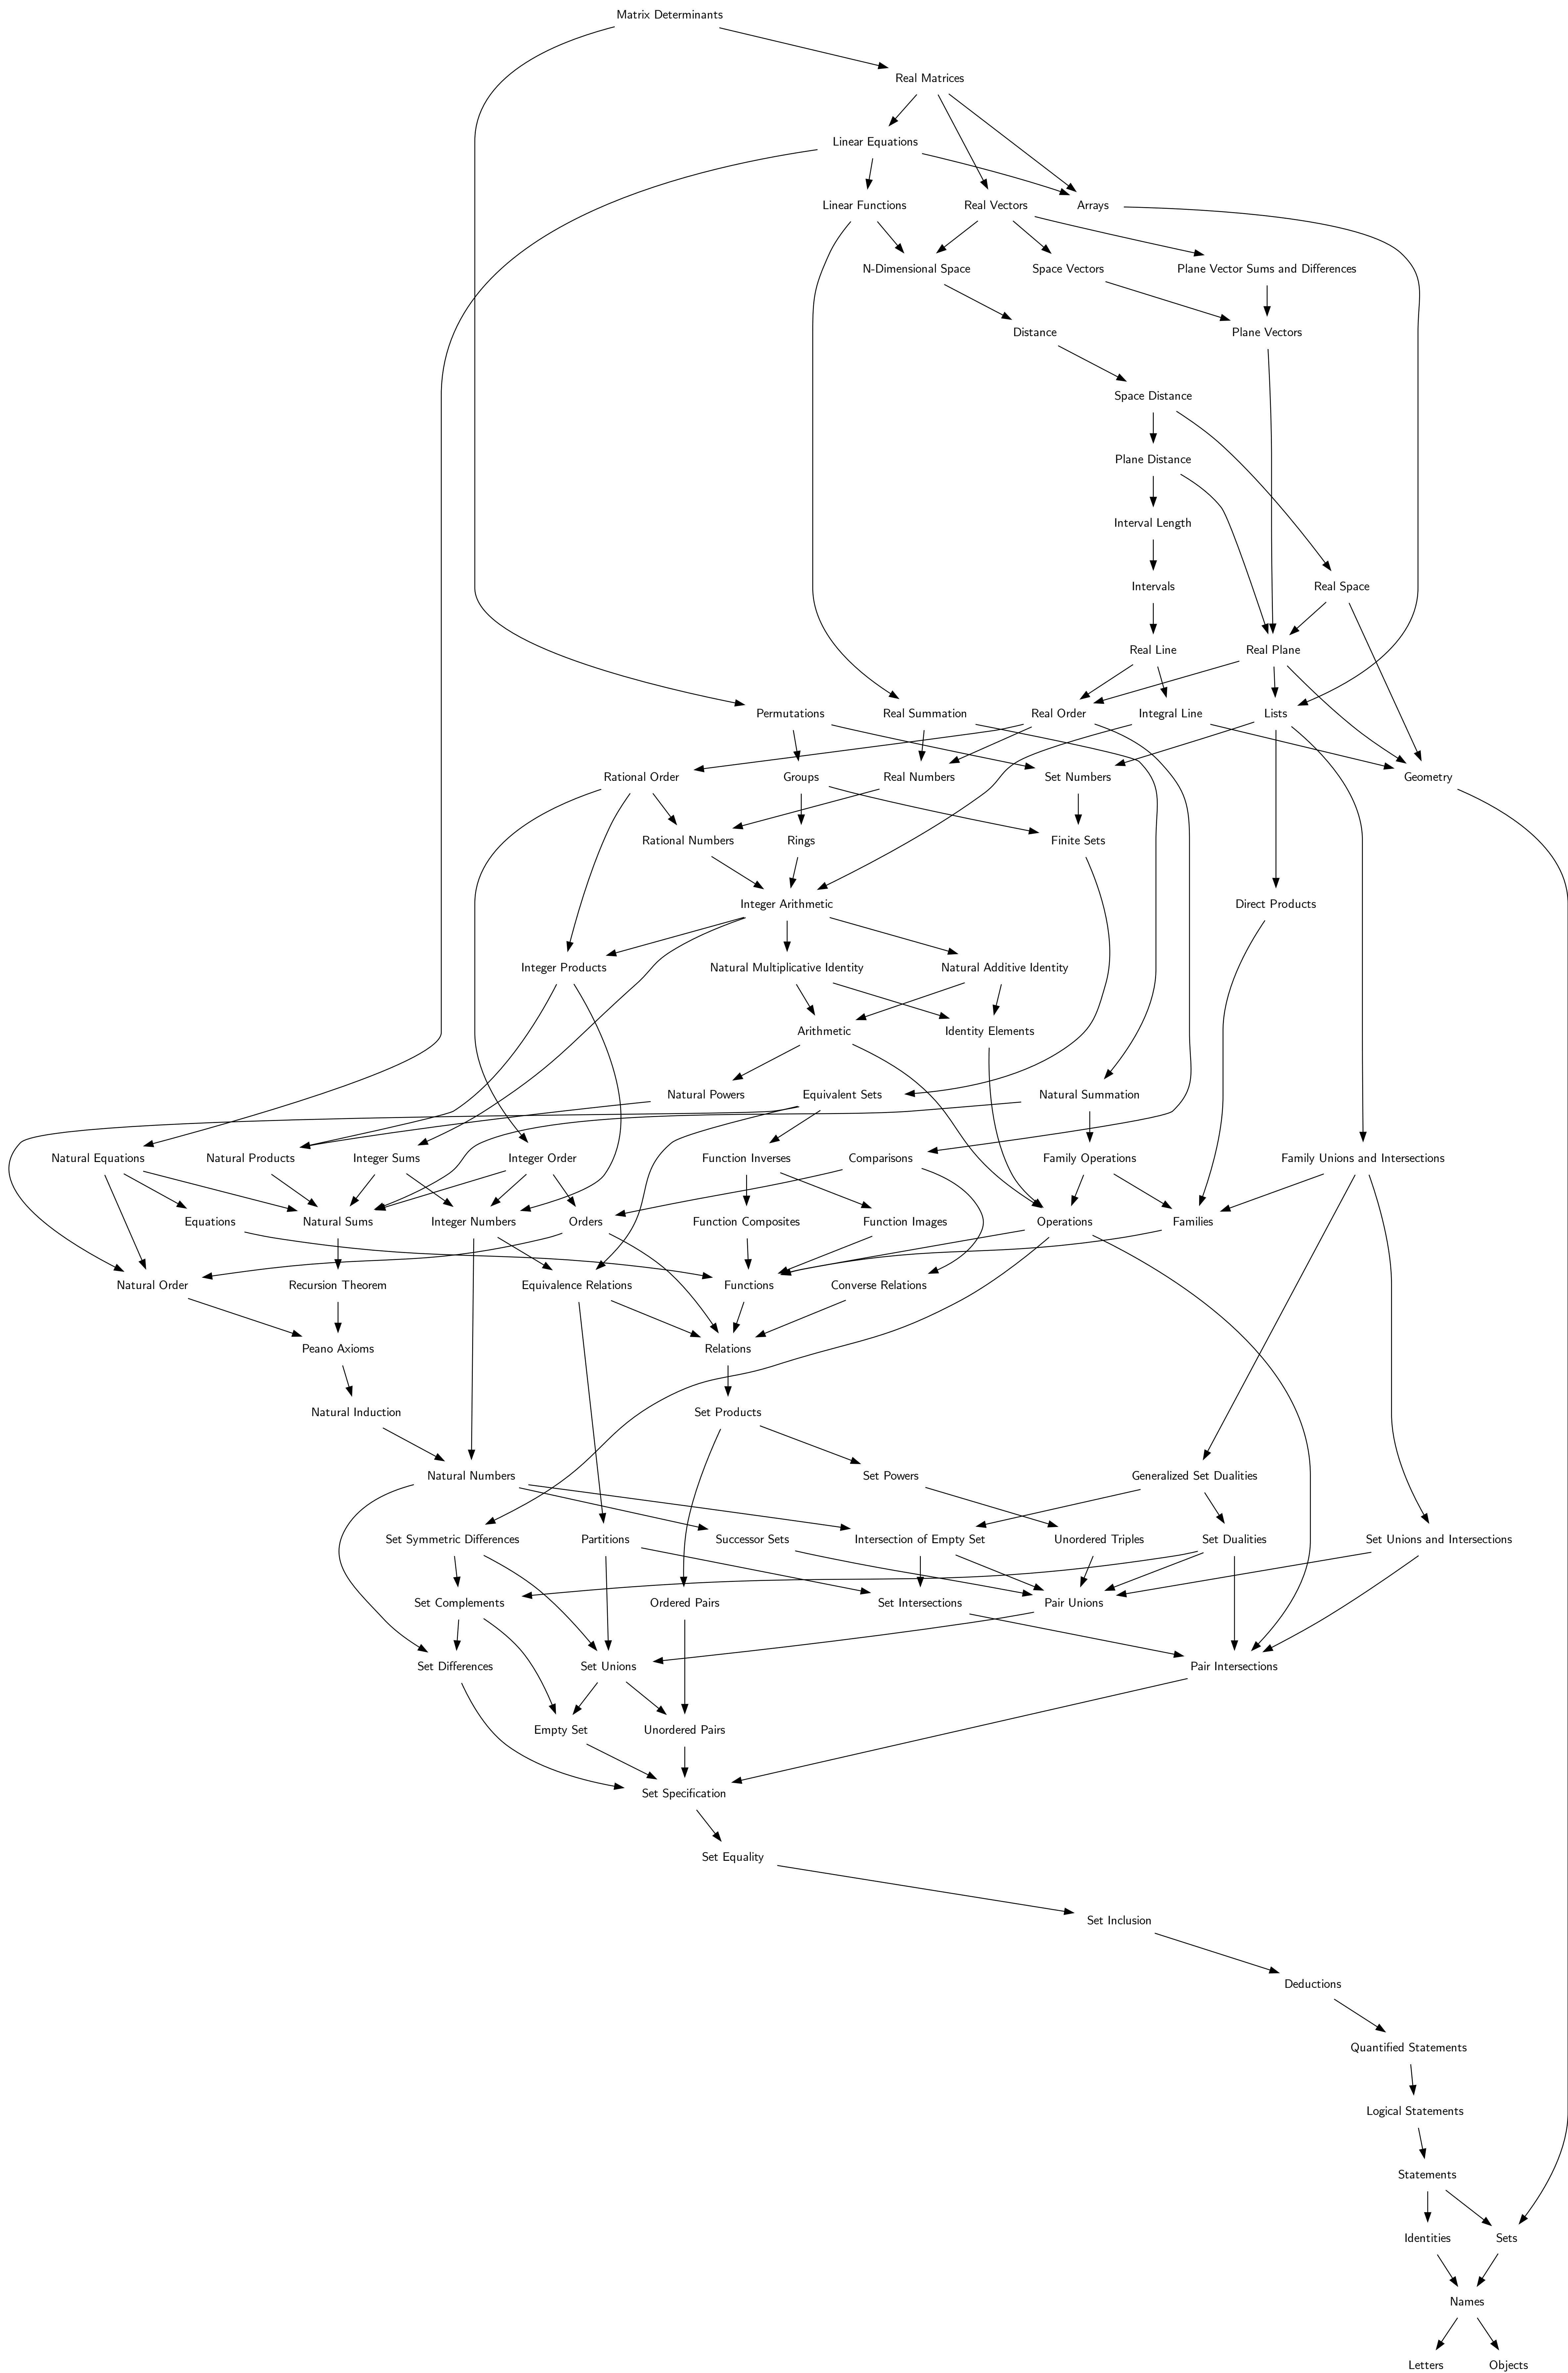 Matrix Determinants
Real Matrices
Linear Equations
Linear Functions
Real Vectors
Arrays
N-Dimensional Space
Space Vectors
Plane Vector Sums and Differences
Distance
Plane Vectors
Space Distance
Plane Distance
Interval Length
Intervals
Real Space
Real Line
Real Plane
Permutations
Real Summation
Real Order
Integral Line
Lists
Rational Order
Groups
Real Numbers
Set Numbers
Geometry
Rational Numbers
Rings
Finite Sets
Integer Arithmetic
Direct Products
Integer Products
Natural Multiplicative Identity
Natural Additive Identity
Arithmetic
Identity Elements
Natural Powers
Equivalent Sets
Natural Summation
Natural Equations
Natural Products
Integer Sums
Integer Order
Function Inverses
Comparisons
Family Operations
Family Unions and Intersections
Equations
Natural Sums
Integer Numbers
Orders
Function Composites
Function Images
Operations
Families
Natural Order
Recursion Theorem
Equivalence Relations
Functions
Converse Relations
Peano Axioms
Relations
Natural Induction
Set Products
Natural Numbers
Set Powers
Generalized Set Dualities
Set Symmetric Differences
Partitions
Successor Sets
Intersection of Empty Set
Unordered Triples
Set Dualities
Set Unions and Intersections
Set Complements
Ordered Pairs
Set Intersections
Pair Unions
Set Differences
Set Unions
Pair Intersections
Empty Set
Unordered Pairs
Set Specification
Set Equality
Set Inclusion
Deductions
Quantified Statements
Logical Statements
Statements
Identities
Sets
Names
Letters
Objects